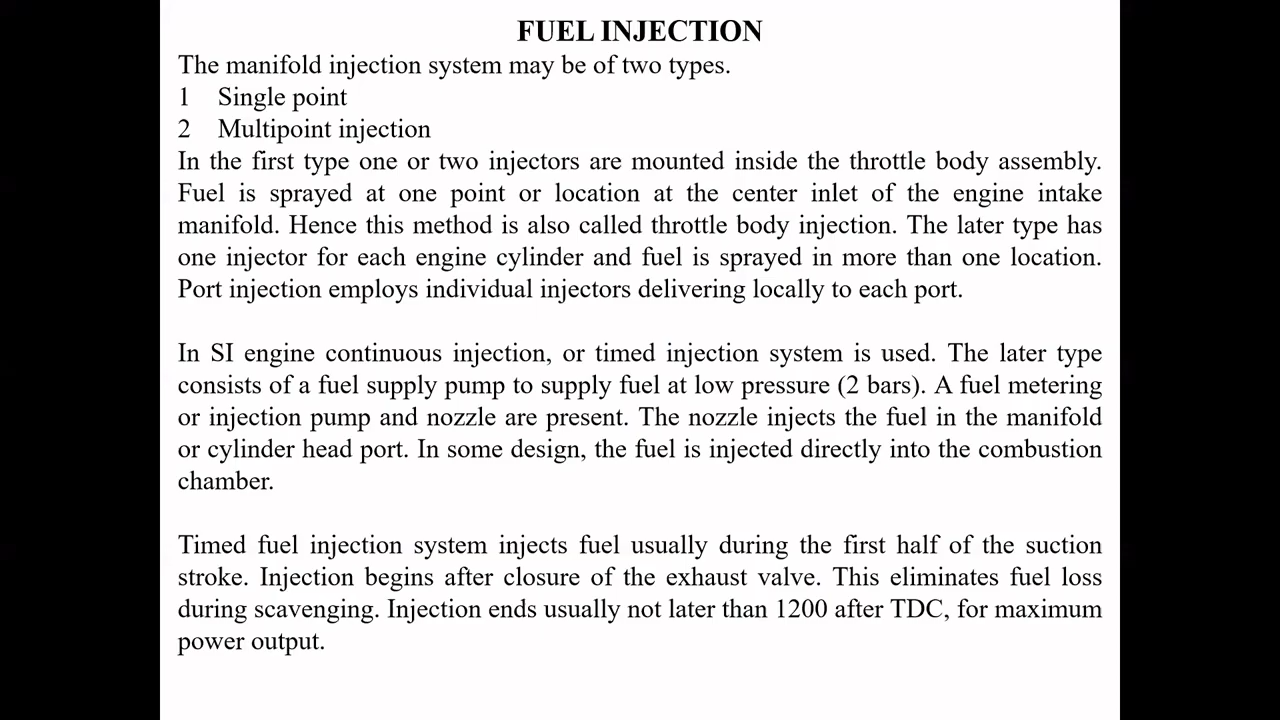 FUEL INJECTION
The manifold injection system may be of two types.
1 Single point
2 Multipoint injection
In the first type one or two injectors are mounted inside the throttle body assembly.
Fuel is sprayed at one point or location at the center inlet of the engine intake
manifold. Hence this method is also called throttle body injection. The later type has
one injector for each engine cylinder and fuel is sprayed in more than one location.
Port injection employs individual injectors delivering locally to each port.
In SI engine continuous injection, or timed injection system is used. The later type
consists of a fuel supply pump to supply fuel at low pressure (2 bars). A fuel metering
or injection pump and nozzle are present. The nozzle injects the fuel in the manifold
or cylinder head port. In some design, the fuel is injected directly into the combustion
chamber.
Timed fuel injection system injects fuel usually during the first half of the suction
stroke. Injection begins after closure of the exhaust valve. This eliminates fuel loss
during scavenging. Injection ends usually not later than 1200 after TDC, for maximum
power output.